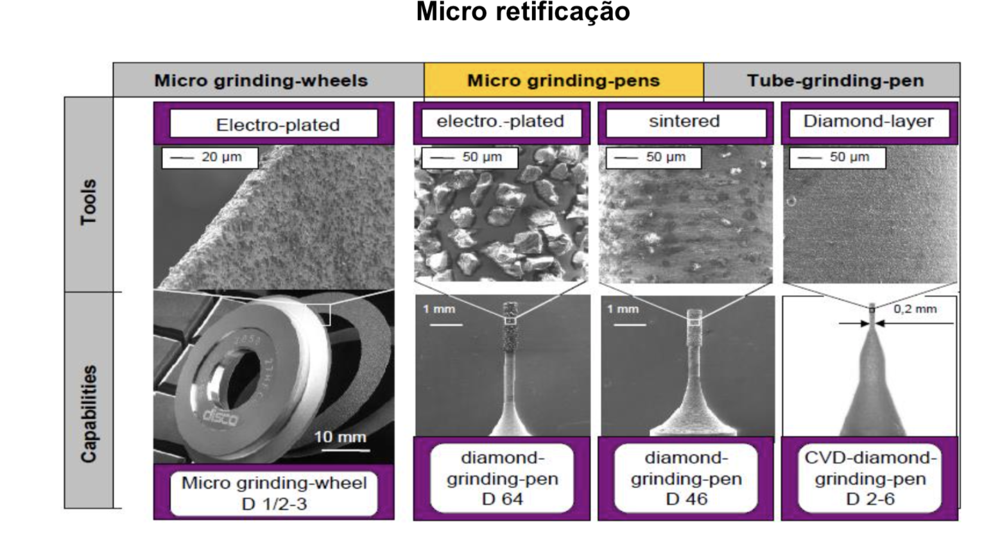 Micro retificação
Micro grinding-wheels
Micro grinding-pens
Tube-grinding-pen
Tools
Electro-plated
electro.-plated
sintered
Diamond-layer
20 µm
50 µm
50 µm
50 µm
Capabilities
disco
10 mm
1 mm
1 mm
0,2 mm
Micro grinding-wheel
D 1/2-3
diamond-
grinding-pen
D 64
diamond-
grinding-pen
D 46
CVD-diamond-
grinding-pen
D 2-6